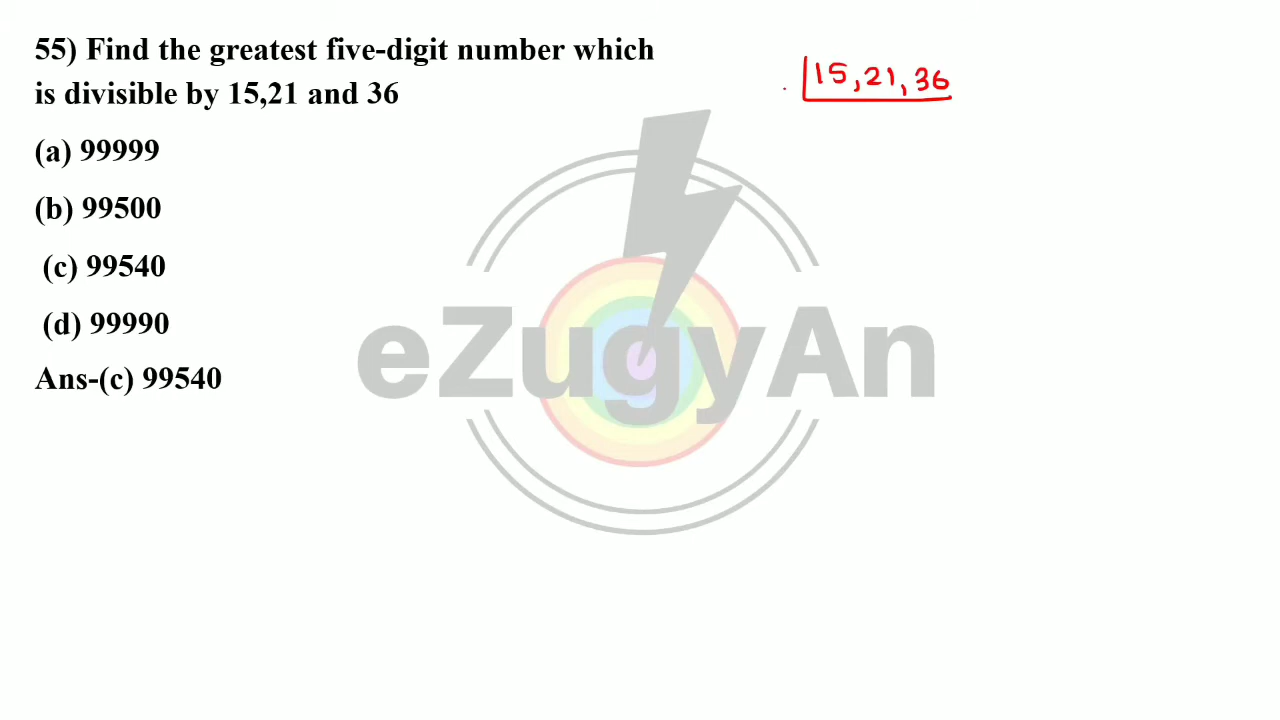 55) Find the greatest five-digit number which
is divisible by 15,21 and 36
15,21,36
(a) 99999
(b) 99500
(c) 99540
(d) 99990
Ans-(c) 99540
eZugyAn